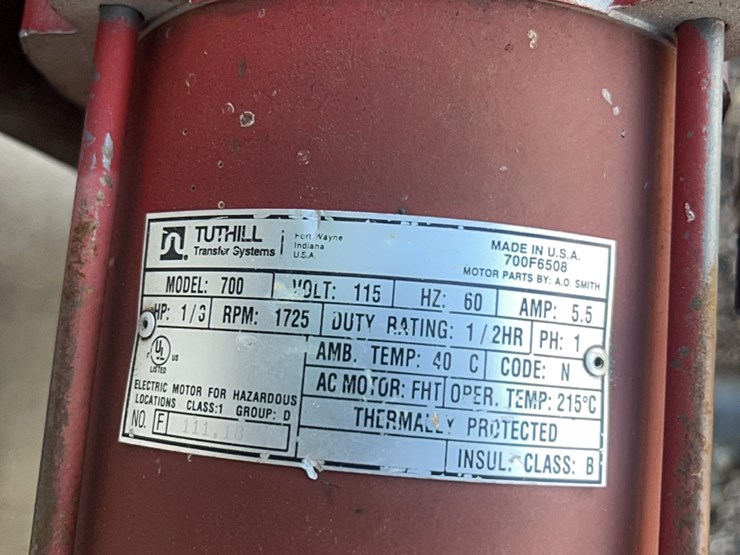 TUTHILL
Transfer Systems
Fort Wayne
Indiana
U.S.A.
MADE IN U.S.A.
700F6508
MOTOR PARTS BY: A.O. SMITH
MODEL: 700 VOLT: 115 HZ: 60 AMP: 5.5
HP: 1/3 RPM: 1725 DUTY RATING: 1/2HR PH: 1
UL US
LISTED
AMB. TEMP: 40 C CODE: N
ELECTRIC MOTOR FOR HAZARDOUS
LOCATIONS CLASS:1 GROUP: D
AC MOTOR: FHT OPER. TEMP: 215°C
NO. F
THERMALLY PROTECTED
INSUL. CLASS: B